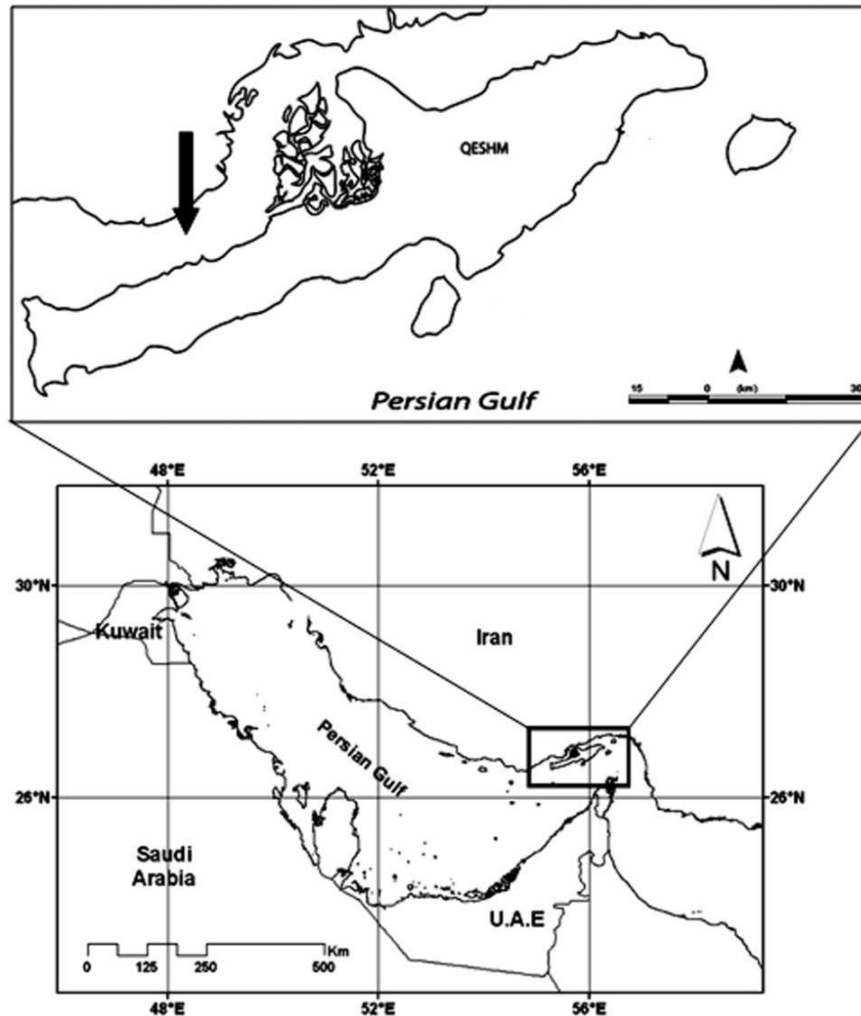 QESHM
Persian Gulf
15 0 (km) 30
48°E 52°E 56°E
N
30°N 30°N
Kuwait
Iran
Persian Gulf
26°N 26°N
Saudi
Arabia
U.A.E
Km
0 125 250 500
48°E 52°E 56°E